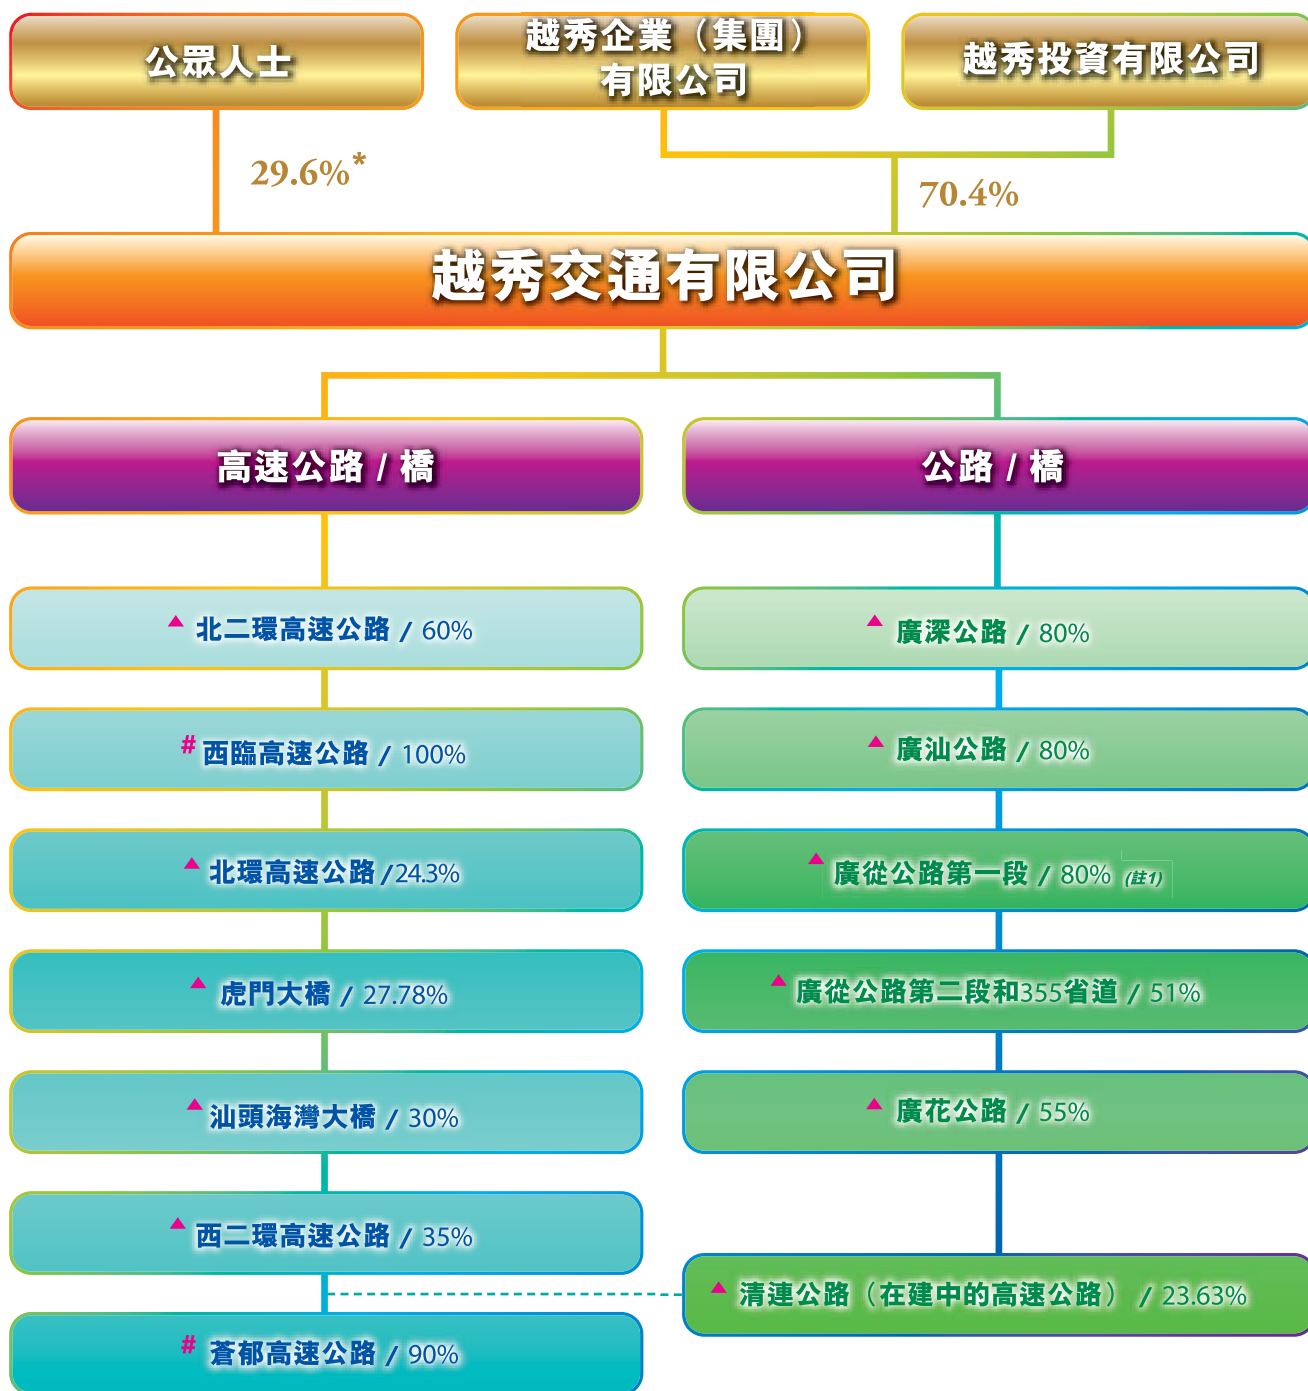 公眾人士
越秀企業（集團）
有限公司
越秀投資有限公司
29.6%*
70.4%
越秀交通有限公司
高速公路 / 橋
公路 / 橋
▲ 北二環高速公路 / 60%
# 西臨高速公路 / 100%
▲ 北環高速公路 /24.3%
▲ 虎門大橋 / 27.78%
▲ 汕頭海灣大橋 / 30%
▲ 西二環高速公路 / 35%
# 蒼郁高速公路 / 90%
▲ 廣深公路 / 80%
▲ 廣汕公路 / 80%
▲ 廣從公路第一段 / 80% (註1)
▲ 廣從公路第二段和355省道 / 51%
▲ 廣花公路 / 55%
▲ 清連公路（在建中的高速公路） / 23.63%